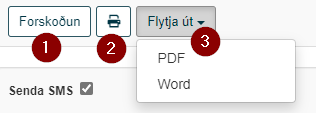 Forskoðun Flytja út
1 2 3
PDF
Word
Senda SMS